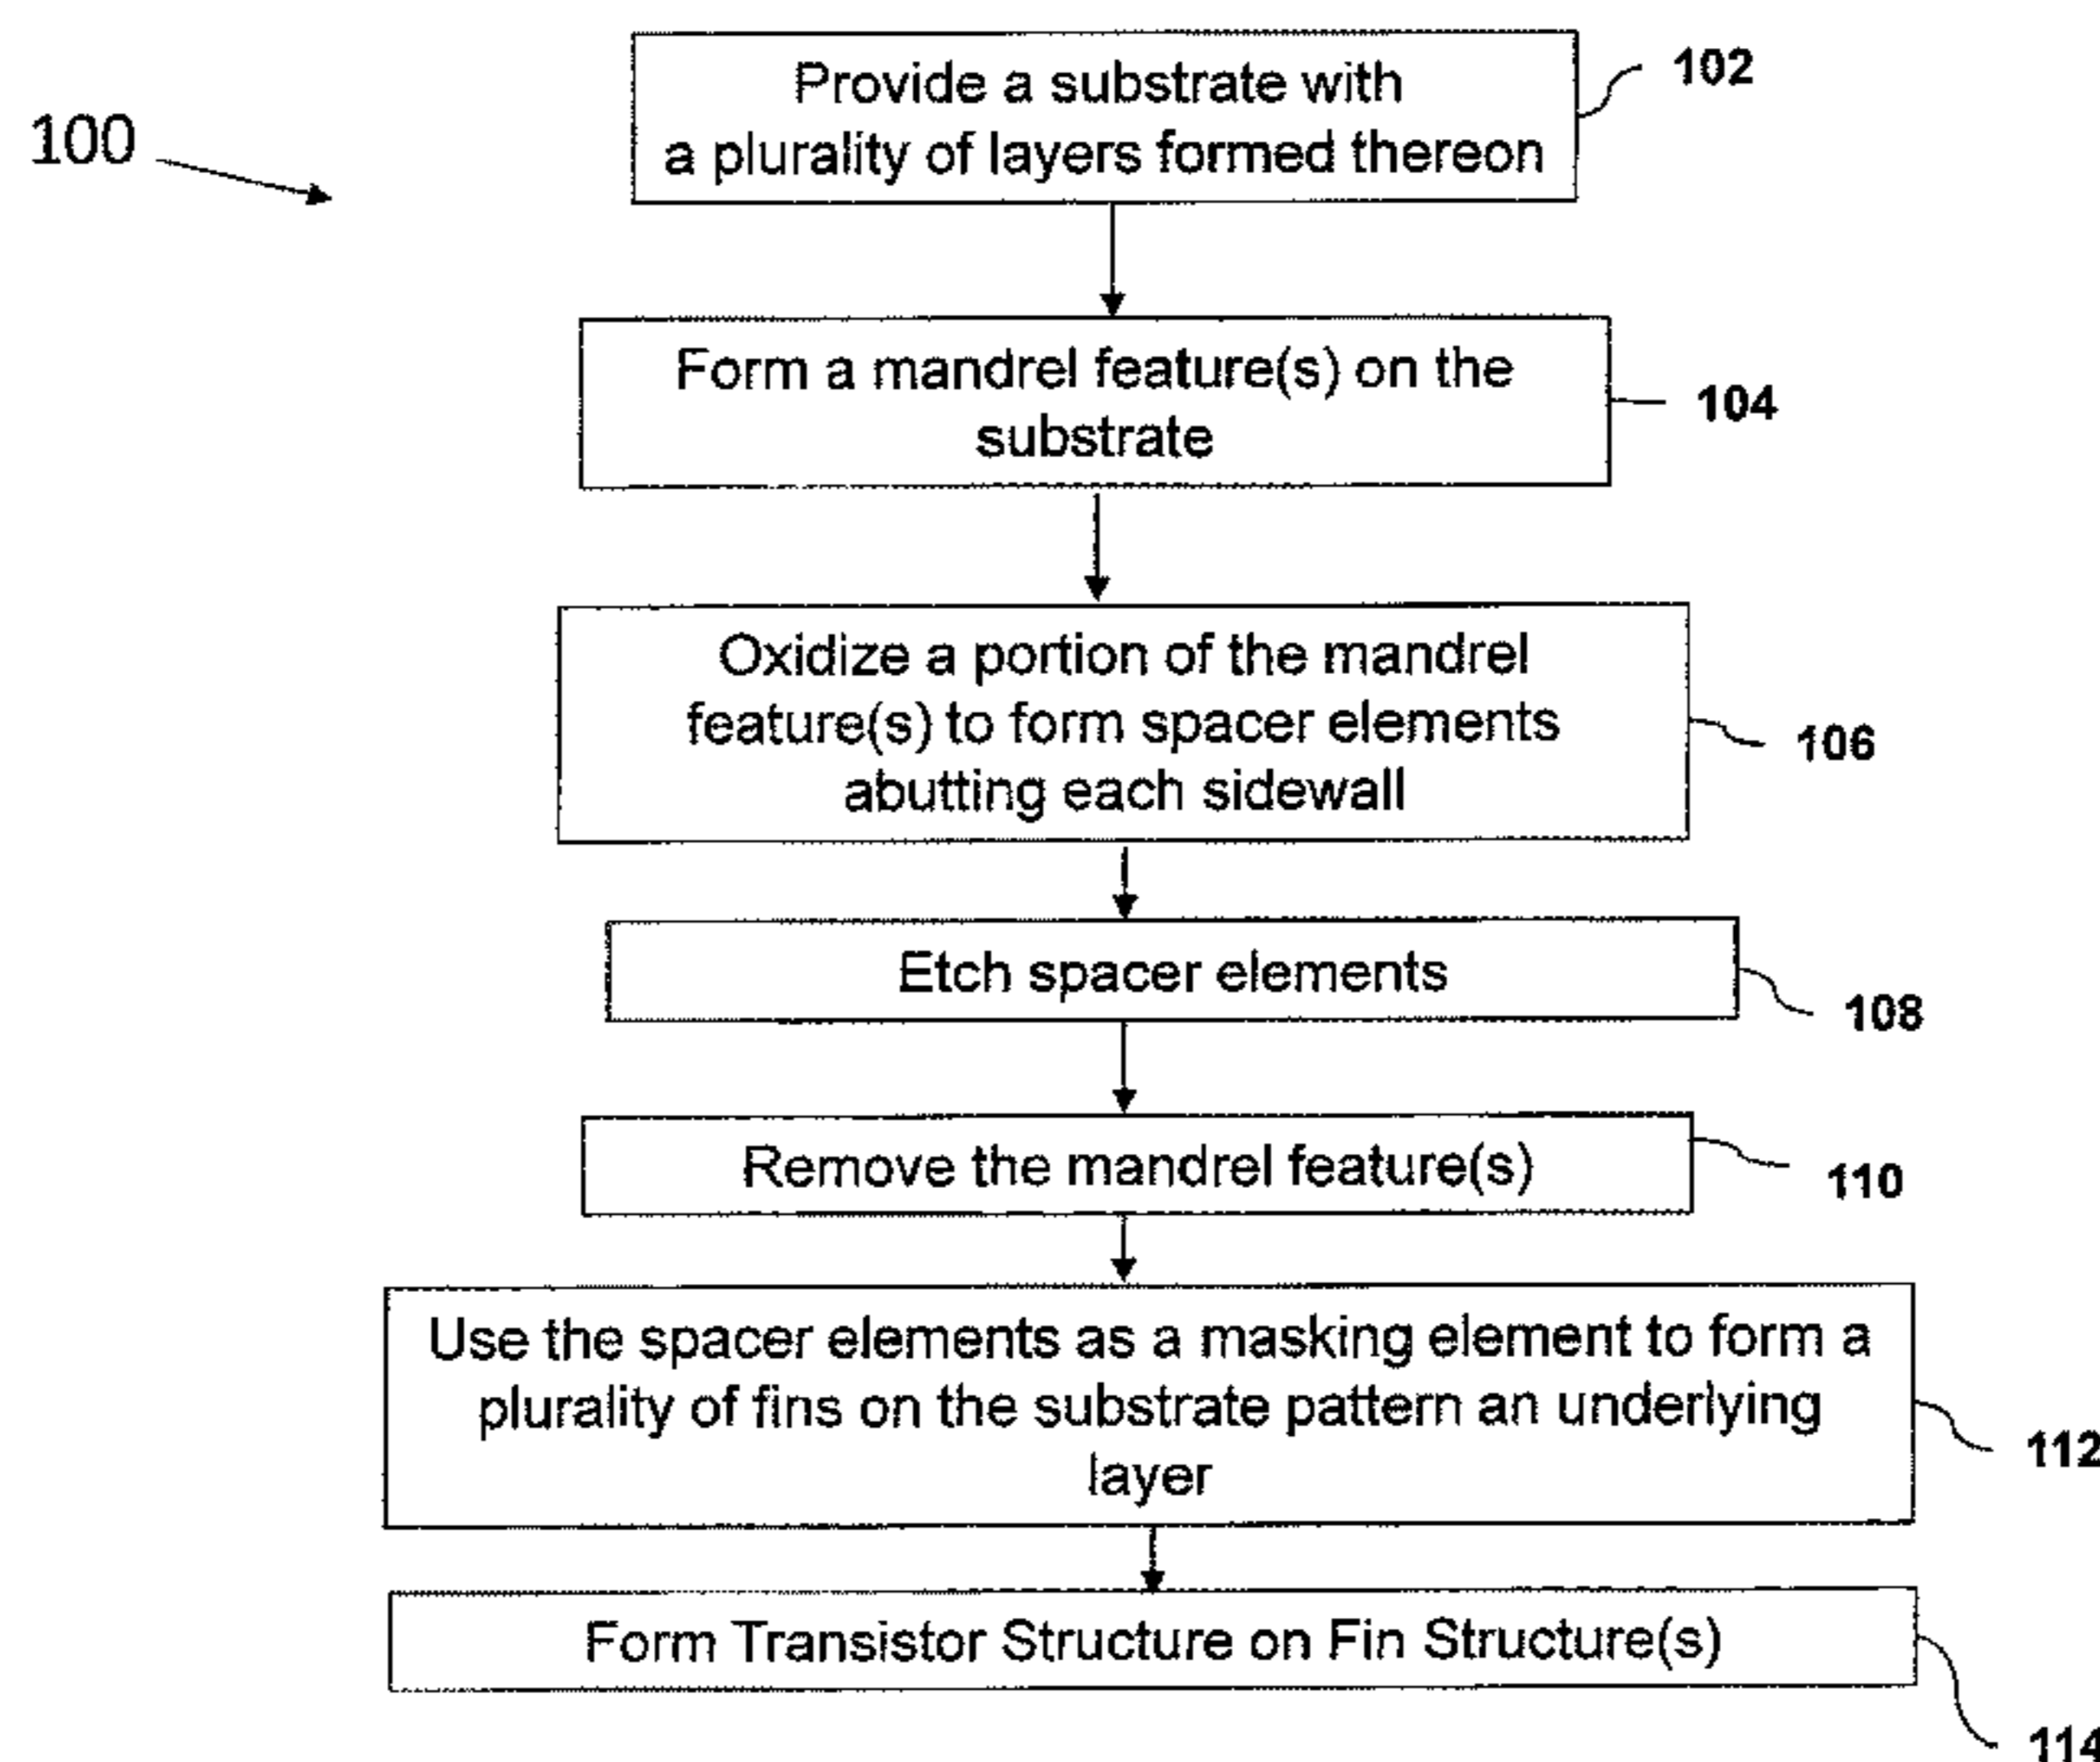 100
Provide a substrate with
a plurality of layers formed thereon
102
Form a mandrel feature(s) on the
substrate
104
Oxidize a portion of the mandrel
feature(s) to form spacer elements
abutting each sidewall
106
Etch spacer elements
108
Remove the mandrel feature(s)
110
Use the spacer elements as a masking element to form a
plurality of fins on the substrate pattern an underlying
layer
112
Form Transistor Structure on Fin Structure(s)
114